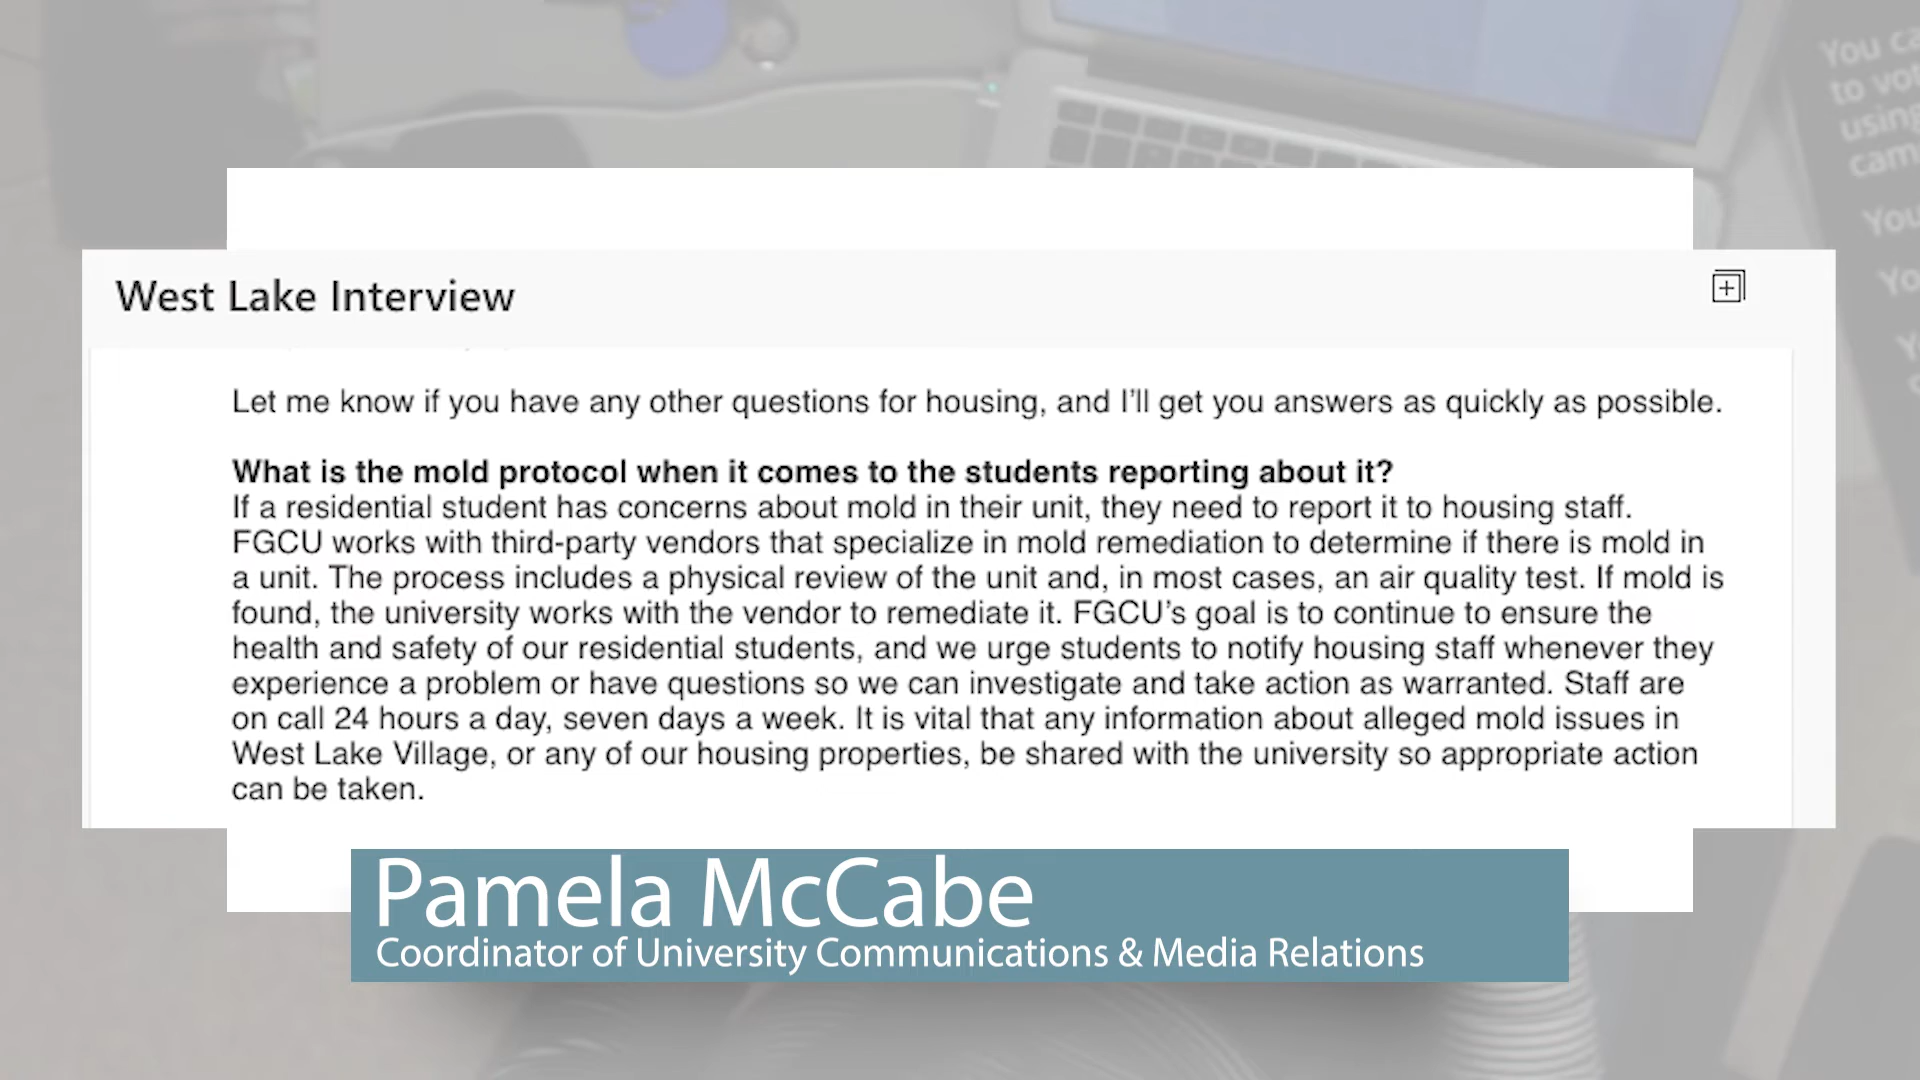 You
to vot
using
cam
You
West Lake Interview
Let me know if you have any other questions for housing, and I'll get you answers as quickly as possible.
What is the mold protocol when it comes to the students reporting about it?
If a residential student has concerns about mold in their unit, they need to report it to housing staff.
FGCU works with third-party vendors that specialize in mold remediation to determine if there is mold in
a unit. The process includes a physical review of the unit and, in most cases, an air quality test. If mold is
found, the university works with the vendor to remediate it. FGCU's goal is to continue to ensure the
health and safety of our residential students, and we urge students to notify housing staff whenever they
experience a problem or have questions so we can investigate and take action as warranted. Staff are
on call 24 hours a day, seven days a week. It is vital that any information about alleged mold issues in
West Lake Village, or any of our housing properties, be shared with the university so appropriate action
can be taken.
Pamela McCabe
Coordinator of University Communications & Media Relations